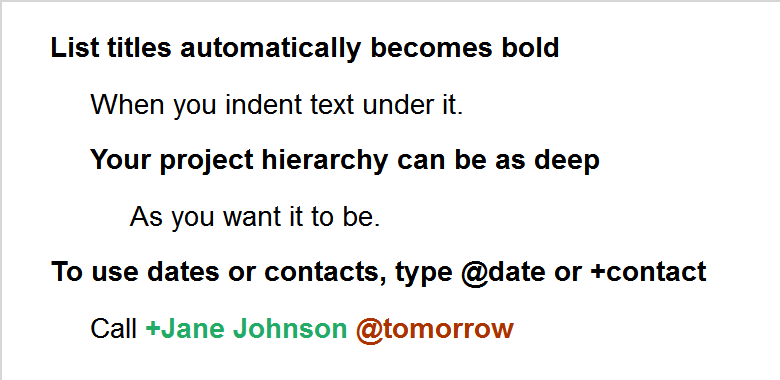 List titles automatically becomes bold
When you indent text under it.
Your project hierarchy can be as deep
As you want it to be.
To use dates or contacts, type @date or +contact
Call +Jane Johnson @tomorrow